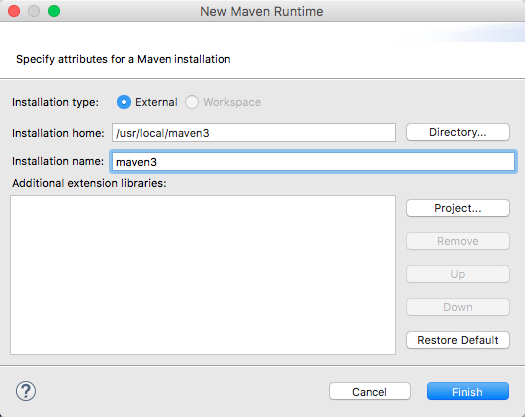 New Maven Runtime
Specify attributes for a Maven installation
Installation type: External Workspace
Installation home: /usr/local/maven3 Directory...
Installation name: maven3
Additional extension libraries:
Project...
Remove
Up
Down
Restore Default
? Cancel Finish